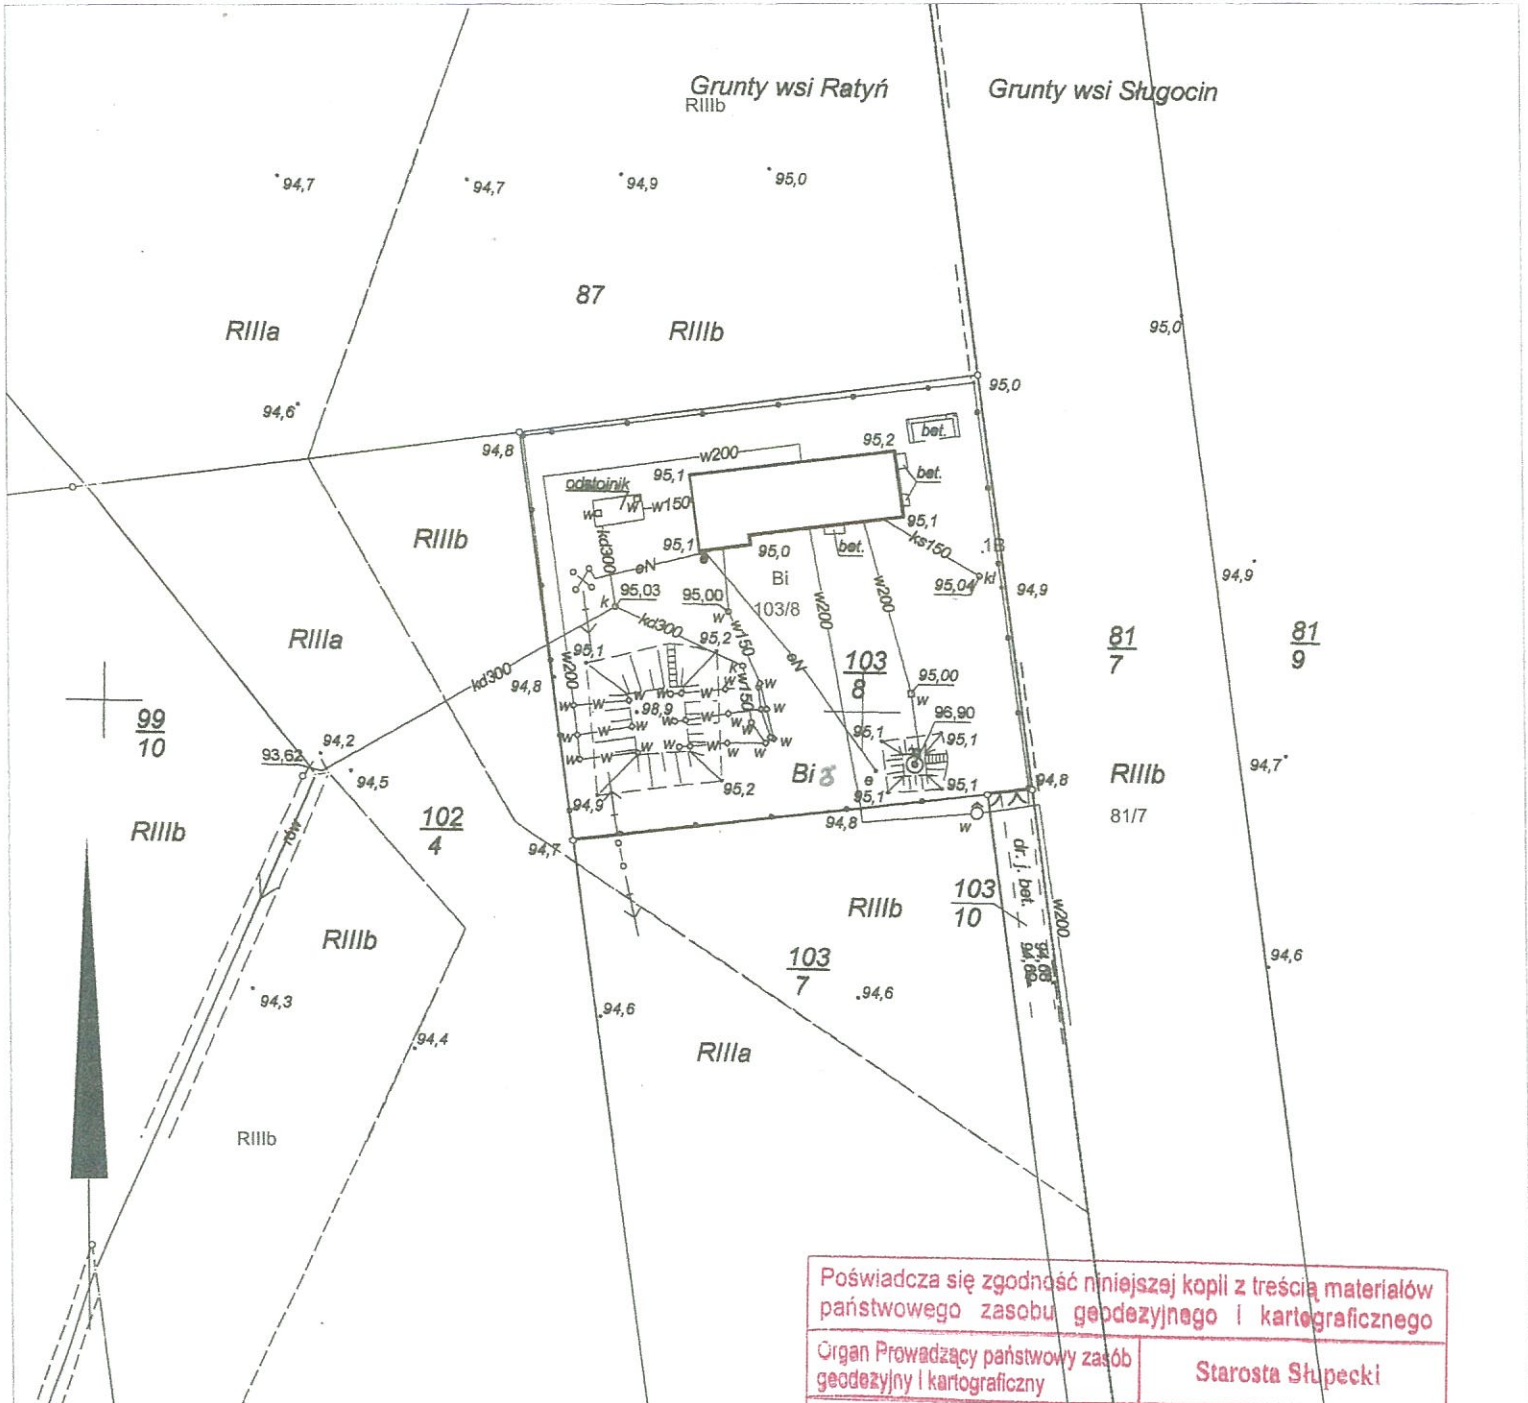 Grunty wsi Ratyń
Grunty wsi Sługocin
RIIIb
94,7
94,7
94,9
95,0
87
RIIIa
RIIIb
95,0
94,6
95,0
94,8
w200
95,2
bet.
95,1
odstojnik
w
w
w150
bet.
95,1
RIIIb
kd300
95,1
95,0
bet.
ks150
eN
Bi
103/8
95,04
ki
94,9
94,9
95,03
k
95,00
w
kd300
w150
w200
w200
RIIIa
95,1
95,2
w200
k
eN
103
8
81
7
81
9
kd300
94,8
w150
w
w
w
w
w
w
95,00
w
98,9
w
w
w
w
w
99
10
96,90
95,1
95,1
94,2
93,62
94,5
w
w
w
w
w
w
Bi
e
95,1
95,1
94,8
RIIIb
94,7
81/7
95,2
94,9
94,8
w
RIIIb
102
4
94,7
dr. j. bet.
w200
RIIIb
103
10
RIIIb
103
7
94,6
94,6
94,3
94,6
94,4
RIIIa
RIIIb
Poświadcza się zgodność niniejszej kopii z treścią materiałów
państwowego zasobu geodezyjnego i kartograficznego
Organ Prowadzący państwowy zasób
geodezyjny i kartograficzny
Starosta Słupecki